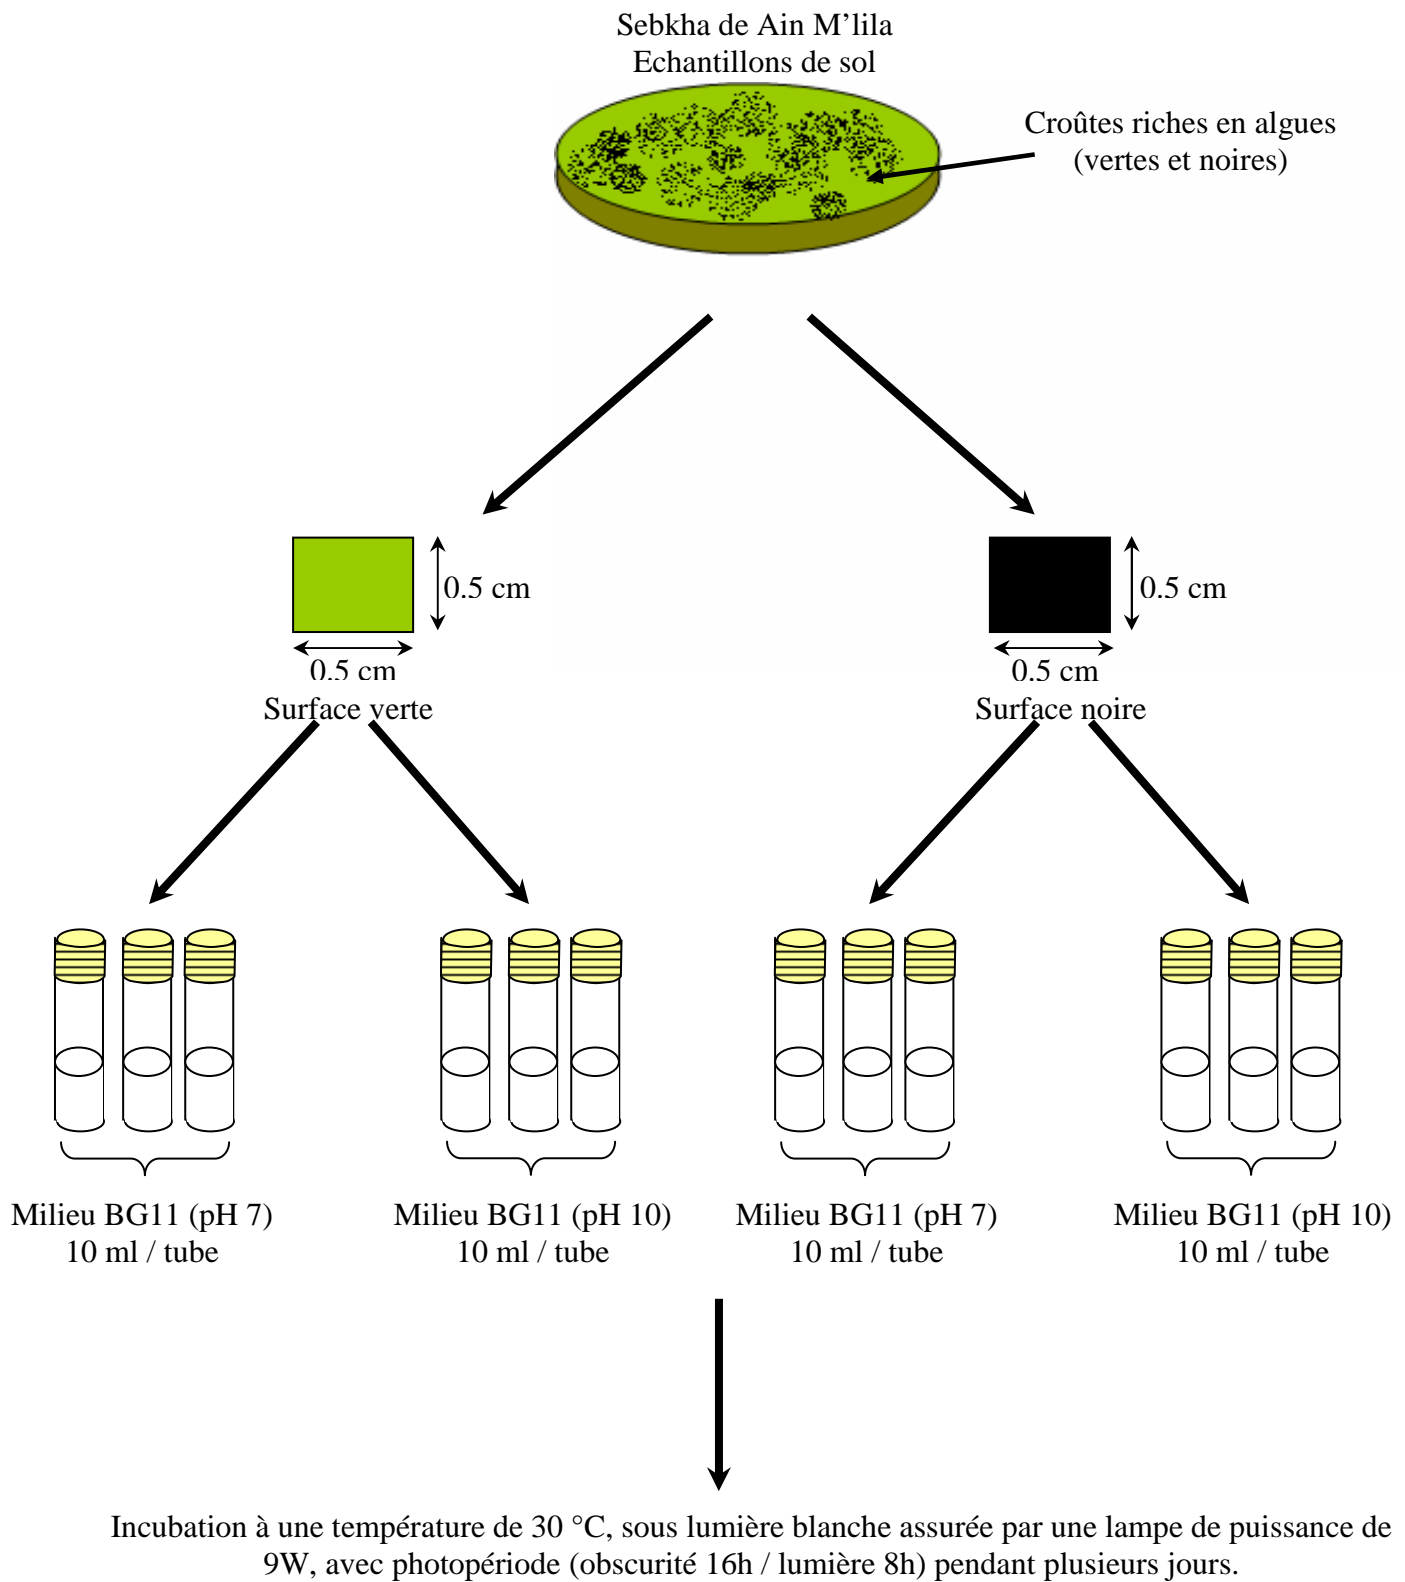 Sebkha de Ain M’lila
Echantillons de sol
Croûtes riches en algues
(vertes et noires)
0.5 cm
0.5 cm
Surface verte
0.5 cm
0.5 cm
Surface noire
Milieu BG11 (pH 7)
10 ml / tube
Milieu BG11 (pH 10)
10 ml / tube
Milieu BG11 (pH 7)
10 ml / tube
Milieu BG11 (pH 10)
10 ml / tube
Incubation à une température de 30 °C, sous lumière blanche assurée par une lampe de puissance de
9W, avec photopériode (obscurité 16h / lumière 8h) pendant plusieurs jours.